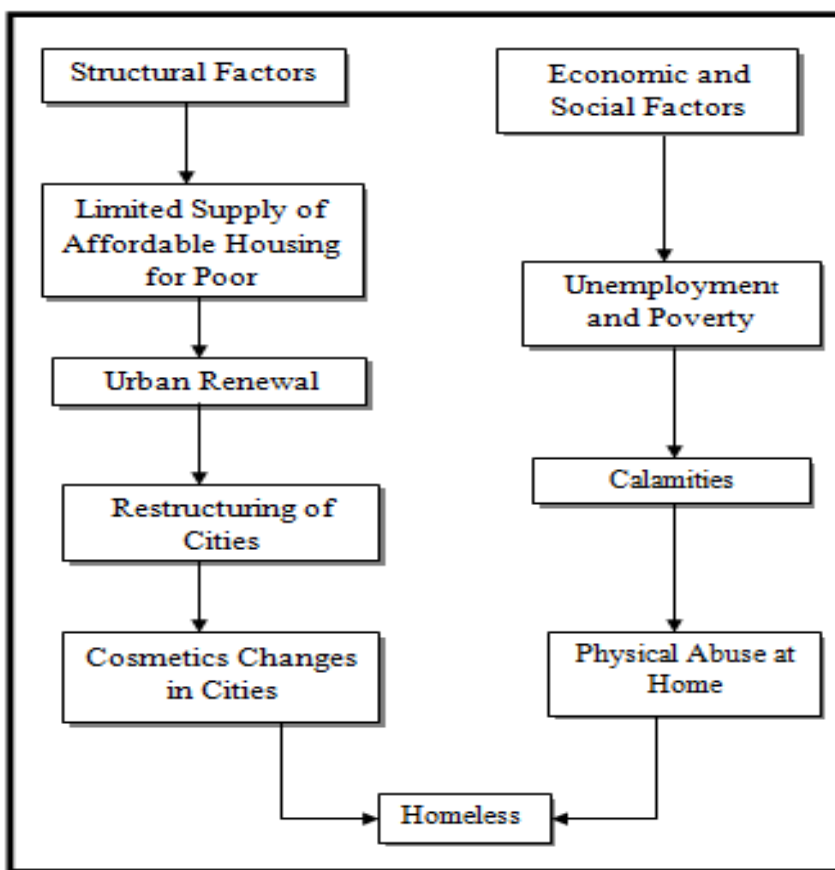 Structural Factors
Limited Supply of
Affordable Housing
for Poor
Urban Renewal
Restructuring of
Cities
Cosmetics Changes
in Cities
Economic and
Social Factors
Unemployment
and Poverty
Calamities
Physical Abuse at
Home
Homeless